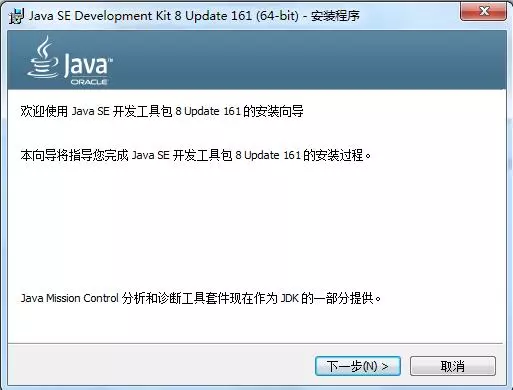 Java SE Development Kit 8 Update 161 (64-bit) - 安装程序
Java™
ORACLE
欢迎使用 Java SE 开发工具包 8 Update 161 的安装向导
本向导将指导您完成 Java SE 开发工具包 8 Update 161 的安装过程。
Java Mission Control 分析和诊断工具套件现在作为 JDK 的一部分提供。
下一步(N) >
取消